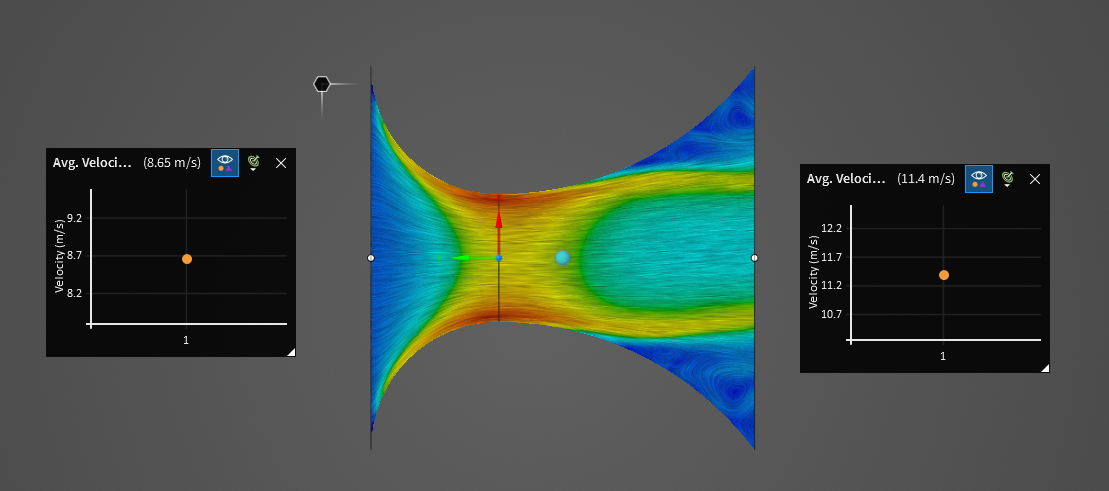 Avg. Veloci... (8.65 m/s)
Velocity (m/s)
9.2
8.7
8.2
1
Avg. Veloci... (11.4 m/s)
Velocity (m/s)
12.2
11.7
11.2
10.7
1